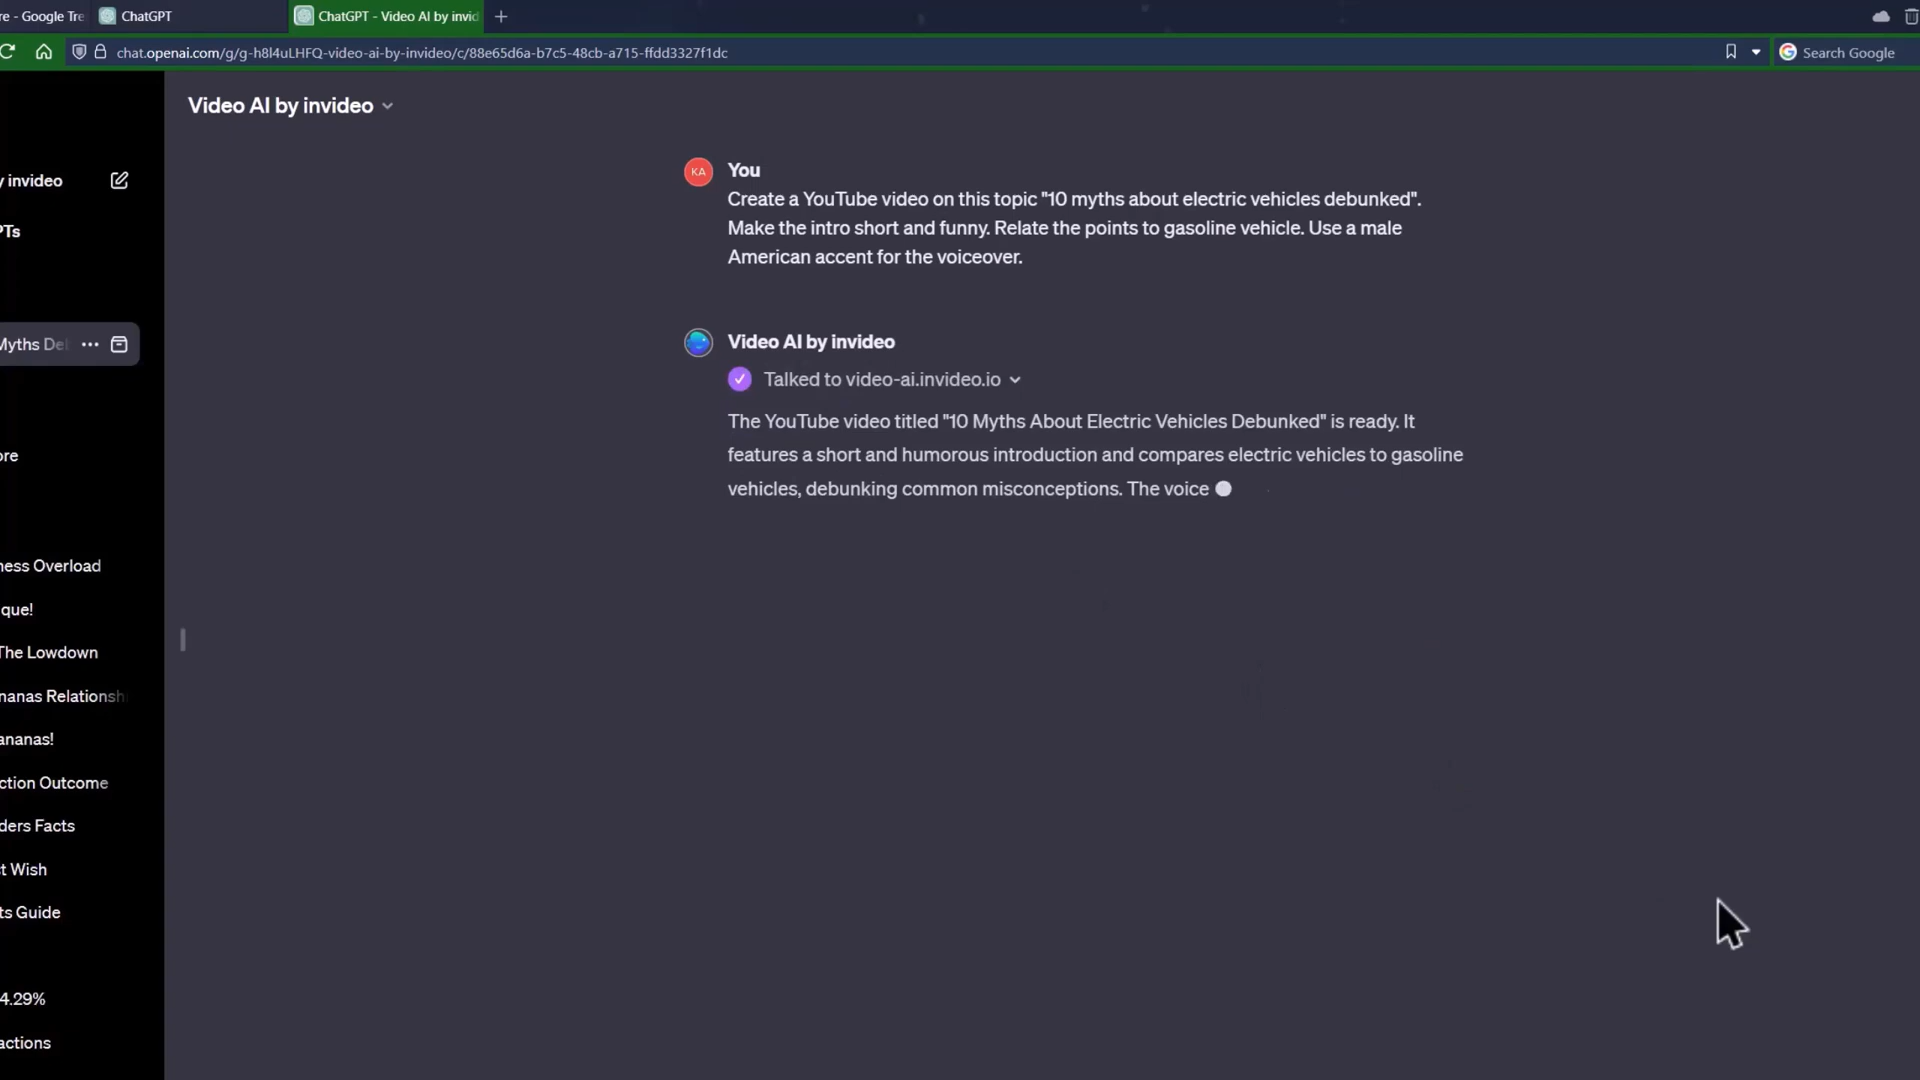 re - Google Tre
ChatGPT
ChatGPT - Video AI by invid
chat.openai.com/g/g-h8l4uLHFQ-video-ai-by-invideo/c/88e65d6a-b7c5-48cb-a715-ffdd3327f1dc
Search Google
Video AI by invideo
y invideo
PTs
Myths Del
ore
ness Overload
que!
The Lowdown
nanas Relationsh
ananas!
ction Outcome
ders Facts
t Wish
ts Guide
4.29%
actions
KA
You
Create a YouTube video on this topic "10 myths about electric vehicles debunked".
Make the intro short and funny. Relate the points to gasoline vehicle. Use a male
American accent for the voiceover.
Video AI by invideo
Talked to video-ai.invideo.io
The YouTube video titled "10 Myths About Electric Vehicles Debunked" is ready. It
features a short and humorous introduction and compares electric vehicles to gasoline
vehicles, debunking common misconceptions. The voice